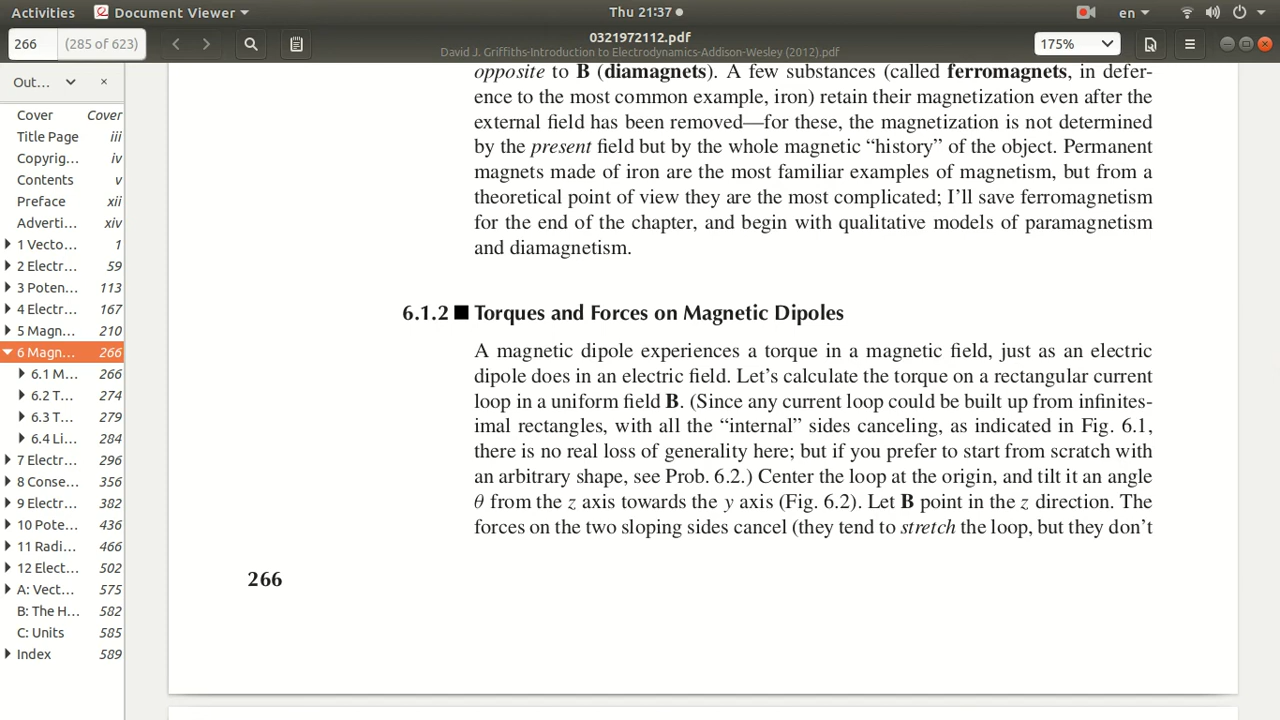 Activities Document Viewer Thu 21:37 en
266 (285 of 623) 0321972112.pdf 175%
David J. Griffiths-Introduction to Electrodynamics-Addison-Wesley (2012).pdf
Out... ×
Cover Cover
Title Page iii
Copyrig... iv
Contents v
Preface xii
Adverti... xiv
1 Vecto... 1
2 Electr... 59
3 Poten... 113
4 Electr... 167
5 Magn... 210
6 Magn... 266
6.1 M... 266
6.2 T... 274
6.3 T... 279
6.4 Li... 284
7 Electr... 296
8 Conse... 356
9 Electr... 382
10 Pote... 436
11 Radi... 466
12 Elect... 502
A: Vect... 575
B: The H... 582
C: Units 585
Index 589
opposite to B (diamagnets). A few substances (called ferromagnets, in defer-
ence to the most common example, iron) retain their magnetization even after the
external field has been removed—for these, the magnetization is not determined
by the present field but by the whole magnetic “history” of the object. Permanent
magnets made of iron are the most familiar examples of magnetism, but from a
theoretical point of view they are the most complicated; I’ll save ferromagnetism
for the end of the chapter, and begin with qualitative models of paramagnetism
and diamagnetism.
6.1.2 ■ Torques and Forces on Magnetic Dipoles
A magnetic dipole experiences a torque in a magnetic field, just as an electric
dipole does in an electric field. Let’s calculate the torque on a rectangular current
loop in a uniform field B. (Since any current loop could be built up from infinites-
imal rectangles, with all the “internal” sides canceling, as indicated in Fig. 6.1,
there is no real loss of generality here; but if you prefer to start from scratch with
an arbitrary shape, see Prob. 6.2.) Center the loop at the origin, and tilt it an angle
θ from the z axis towards the y axis (Fig. 6.2). Let B point in the z direction. The
forces on the two sloping sides cancel (they tend to stretch the loop, but they don’t
266